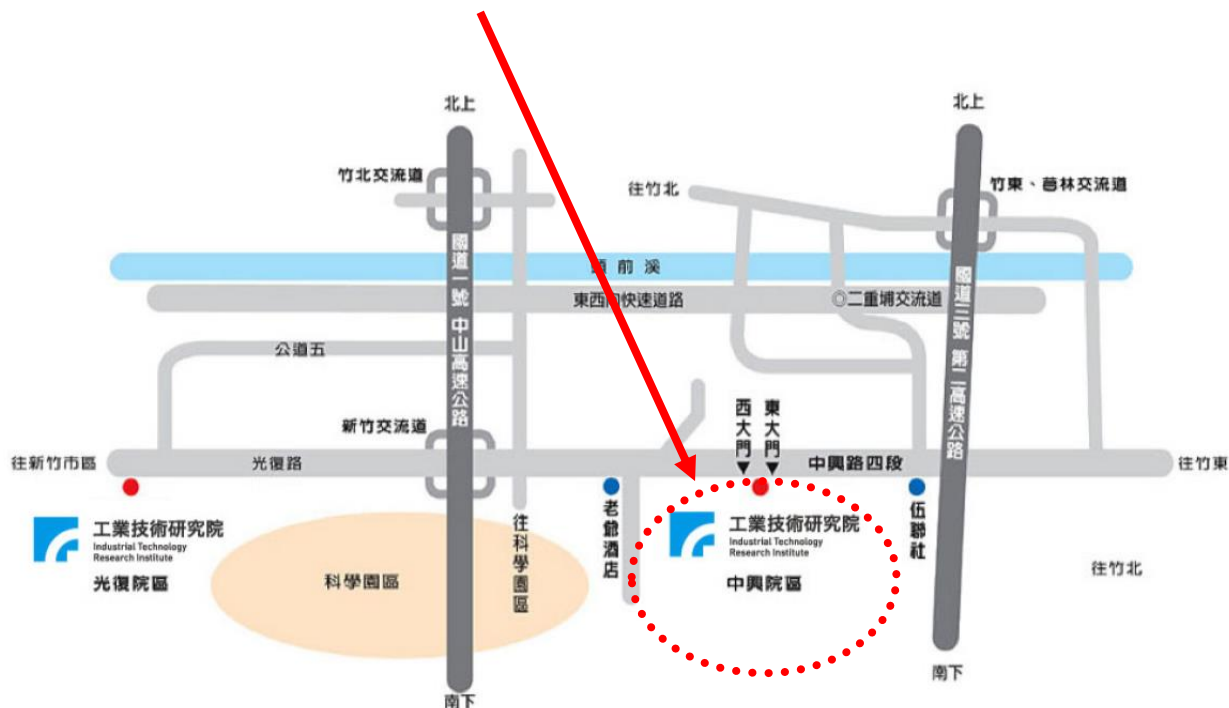 北上
北上
竹北交流道
往竹北
竹東、芎林交流道
國道一號 中山高速公路
頭前溪
東西向快速道路
◎二重埔交流道
國道三號 第二高速公路
公道五
新竹交流道
西大門
東大門
往新竹市區
光復路
中興路四段
往竹東
工業技術研究院
Industrial Technology
Research Institute
光復院區
科學園區
往科學園區
老爺酒店
工業技術研究院
Industrial Technology
Research Institute
中興院區
伍聯社
往竹北
南下
南下